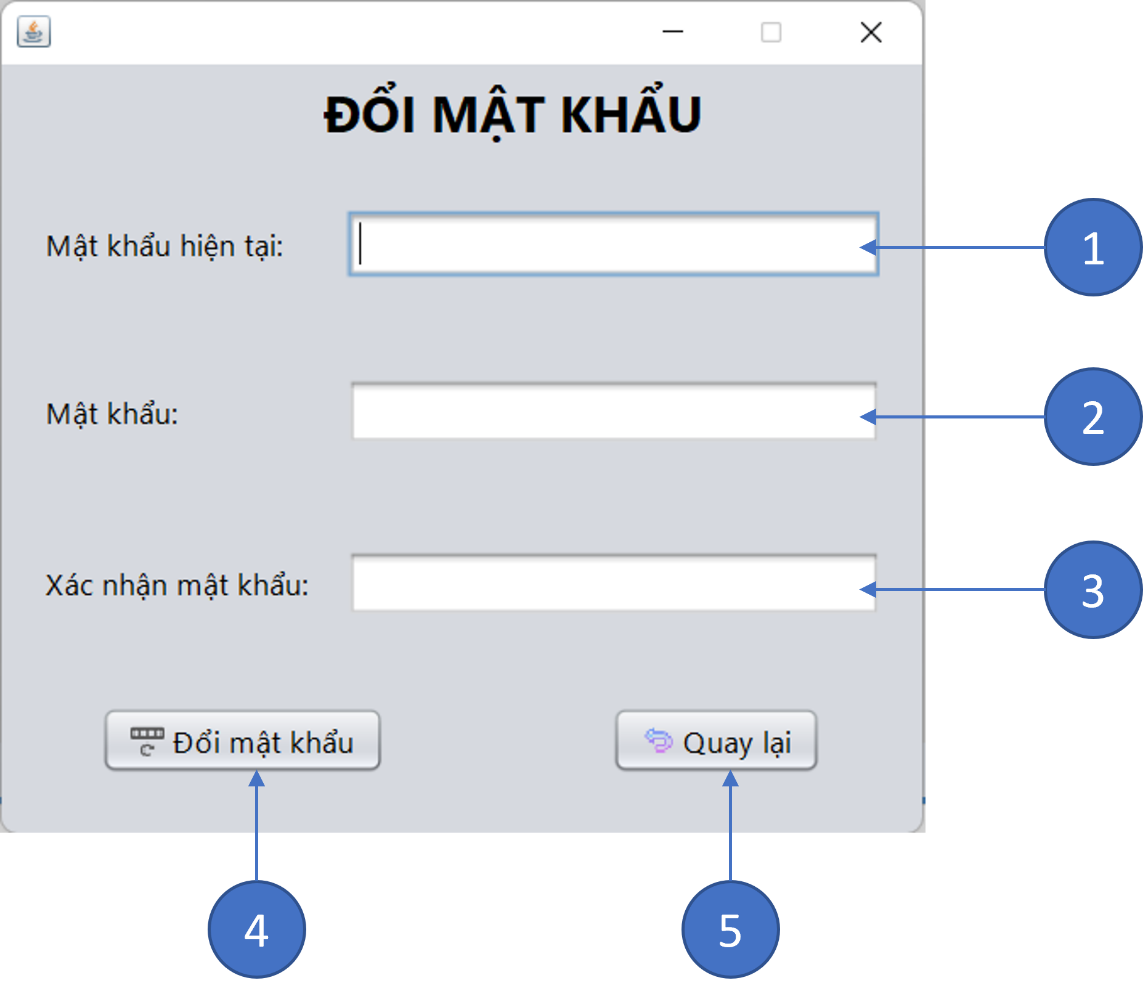 ĐỔI MẬT KHẨU
Mật khẩu hiện tại:
1
Mật khẩu:
2
Xác nhận mật khẩu:
3
Đổi mật khẩu
Quay lại
4
5